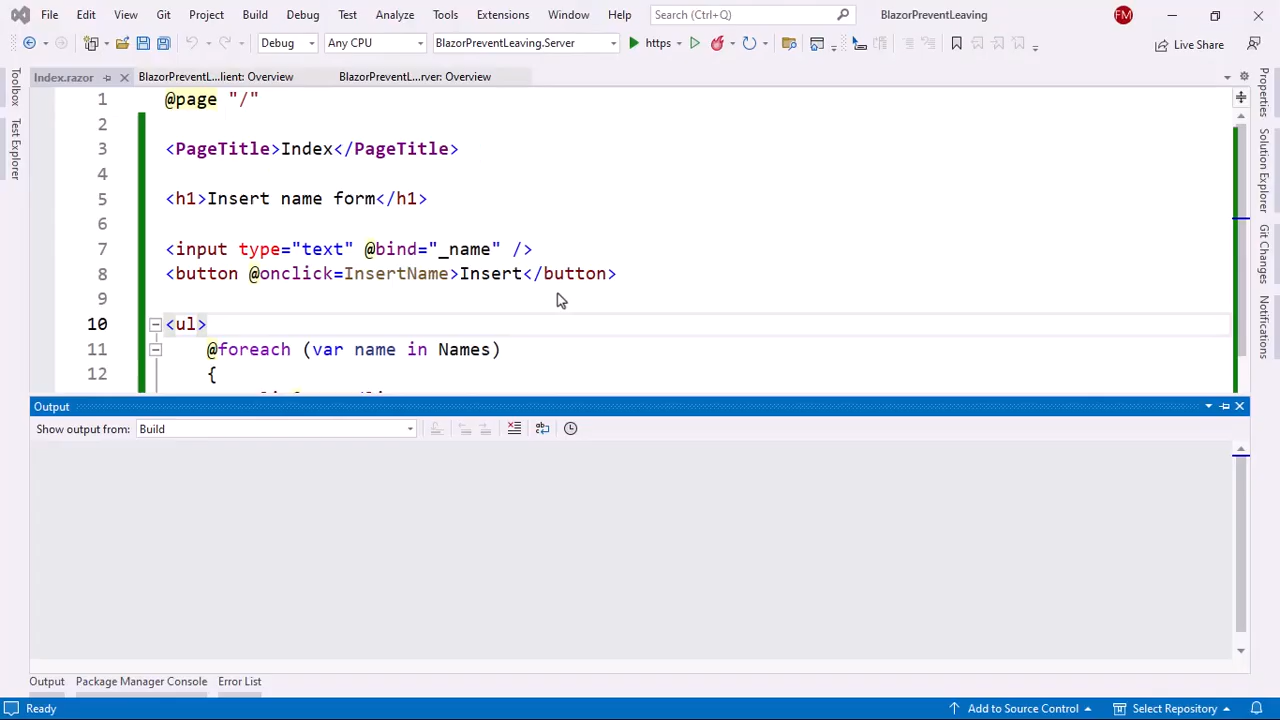 File Edit View Git Project Build Debug Test Analyze Tools Extensions Window Help Search (Ctrl+Q) BlazorPreventLeaving FM
Debug Any CPU BlazorPreventLeaving.Server https Live Share
Index.razor BlazorPreventL...lient: Overview BlazorPreventL...rver: Overview
Toolbox
Test Explorer
1 @page "/"
2
3 <PageTitle>Index</PageTitle>
4
5 <h1>Insert name form</h1>
6
7 <input type="text" @bind="_name" />
8 <button @onclick=InsertName>Insert</button>
9
10 <ul>
11 @foreach (var name in Names)
12 {
Properties
Solution Explorer
Git Changes
Notifications
Output
Show output from: Build
Output Package Manager Console Error List
Ready Add to Source Control Select Repository